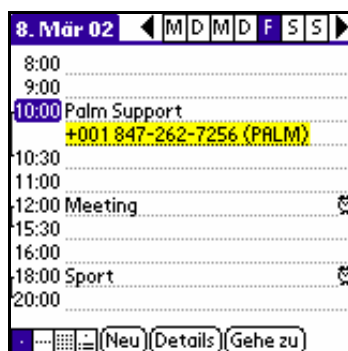 8. Mär 02 M D M D F S S
8:00
9:00
10:00 Palm Support
+001 847-262-7256 (PALM)
10:30
11:00
12:00 Meeting
15:30
16:00
18:00 Sport
20:00
Neu Details Gehe zu